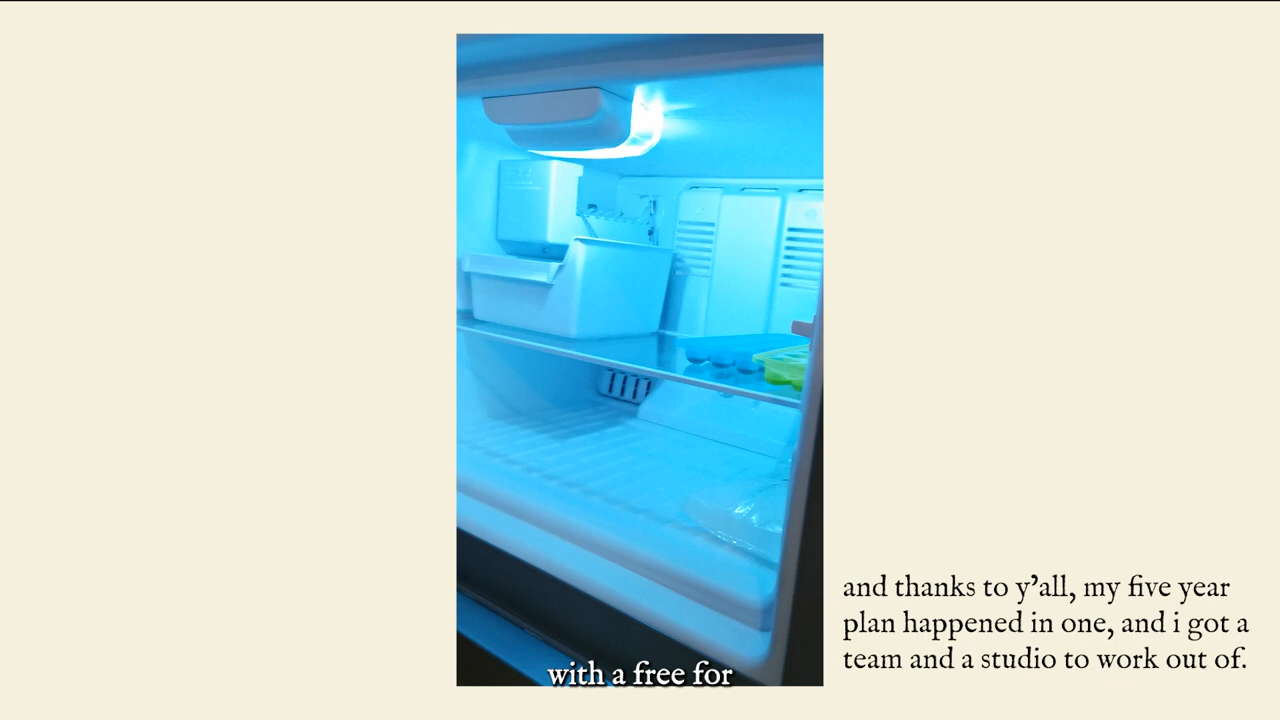 and thanks to y'all, my five year
plan happened in one, and i got a
team and a studio to work out of.
with a free for